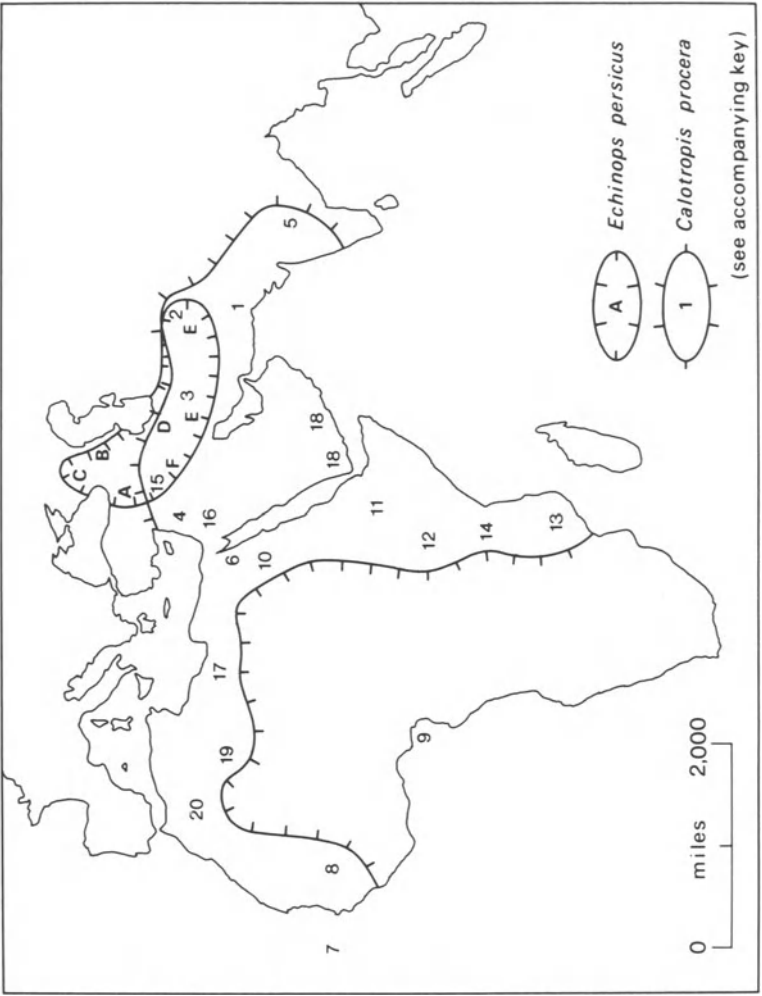 C
B
A
D
2
E
15
F
3
E
4
1
5
16
18
18
6
10
11
12
14
13
17
19
20
9
8
7
A Echinops persicus
1 Calotropis procera
(see accompanying key)
0 miles 2,000